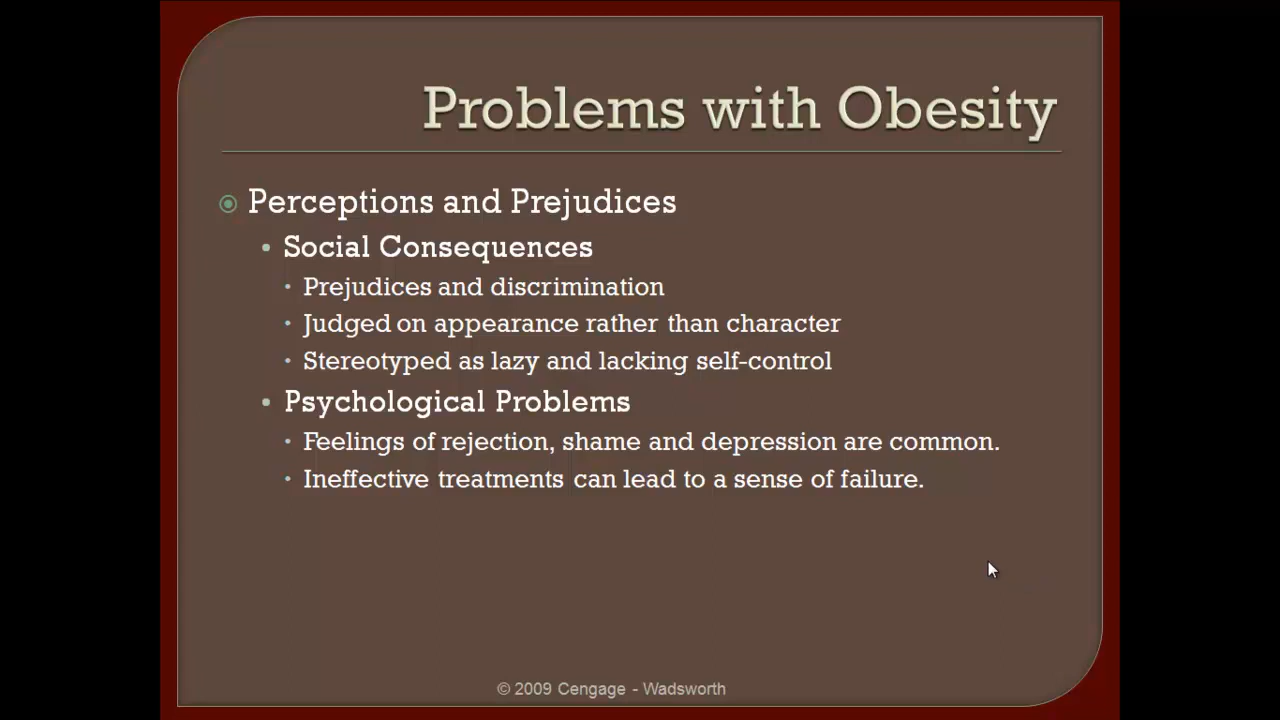 Problems with Obesity
Perceptions and Prejudices
Social Consequences
Prejudices and discrimination
Judged on appearance rather than character
Stereotyped as lazy and lacking self-control
Psychological Problems
Feelings of rejection, shame and depression are common.
Ineffective treatments can lead to a sense of failure.
© 2009 Cengage - Wadsworth